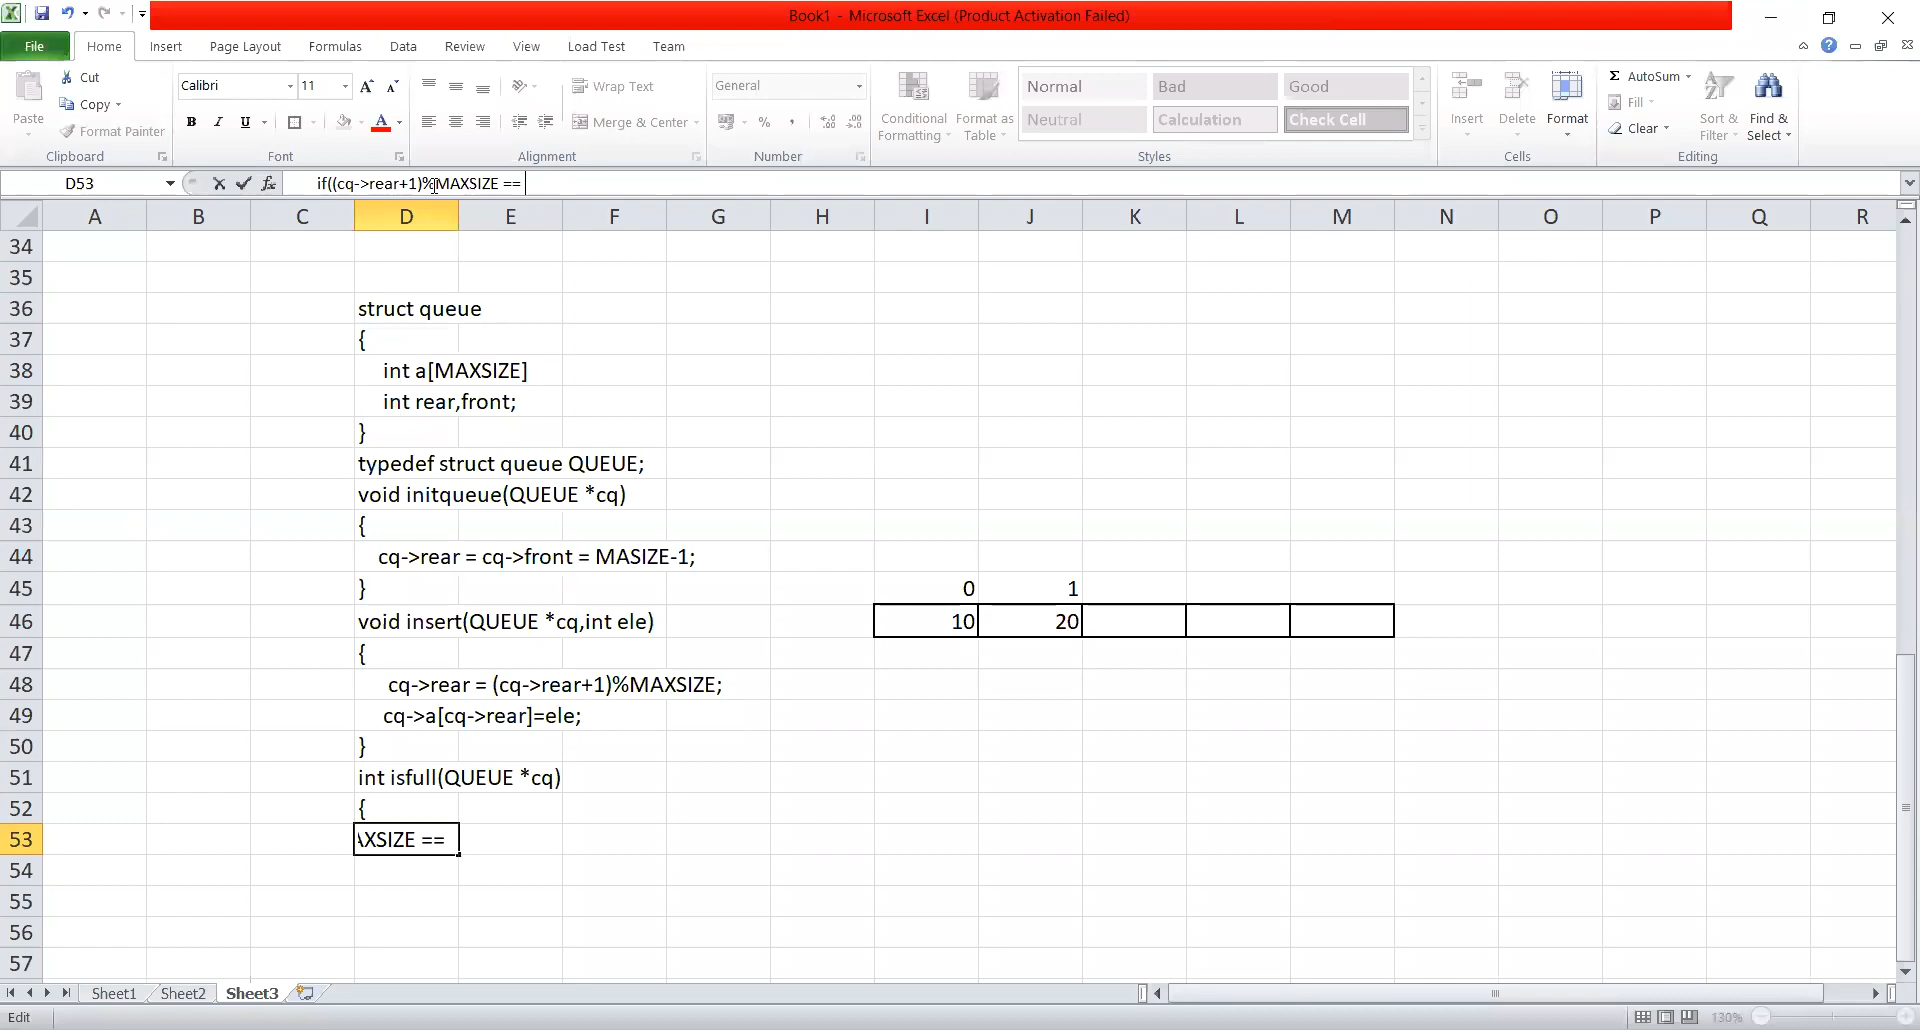 Book1 - Microsoft Excel (Product Activation Failed)
File Home Insert Page Layout Formulas Data Review View Load Test Team
Cut
Copy
Format Painter
Paste
Clipboard
Calibri 11
B I U
Font
Wrap Text
Merge & Center
Alignment
General
Number
Conditional Formatting
Format as Table
Normal Bad Good
Neutral Calculation Check Cell
Styles
Insert Delete Format
Cells
AutoSum
Fill
Clear
Sort & Filter
Find & Select
Editing
D53 if((cq->rear+1)%MAXSIZE ==
A B C D E F G H I J K L M N O P Q R
34
35
36 struct queue
37 {
38 int a[MAXSIZE]
39 int rear,front;
40 }
41 typedef struct queue QUEUE;
42 void initqueue(QUEUE *cq)
43 {
44 cq->rear = cq->front = MASIZE-1;
45 } 0 1
46 void insert(QUEUE *cq,int ele) 10 20
47 {
48 cq->rear = (cq->rear+1)%MAXSIZE;
49 cq->a[cq->rear]=ele;
50 }
51 int isfull(QUEUE *cq)
52 {
53 AXSIZE ==
54
55
56
57
Sheet1 Sheet2 Sheet3
Edit 130%